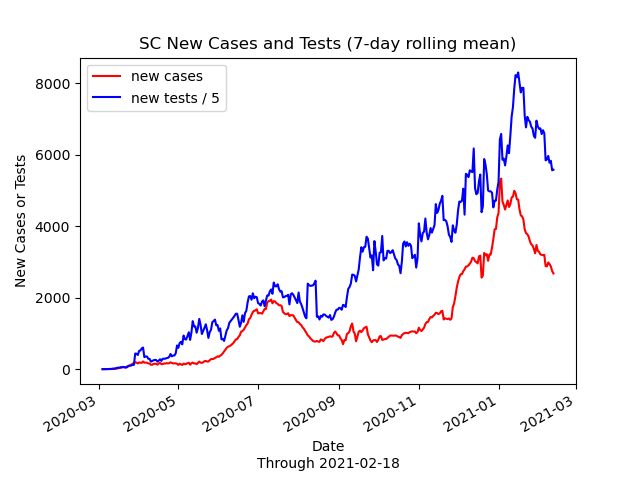 SC New Cases and Tests (7-day rolling mean)
new cases
new tests / 5
New Cases or Tests
8000
6000
4000
2000
0
2020-03
2020-05
2020-07
2020-09
2020-11
2021-01
2021-03
Date
Through 2021-02-18